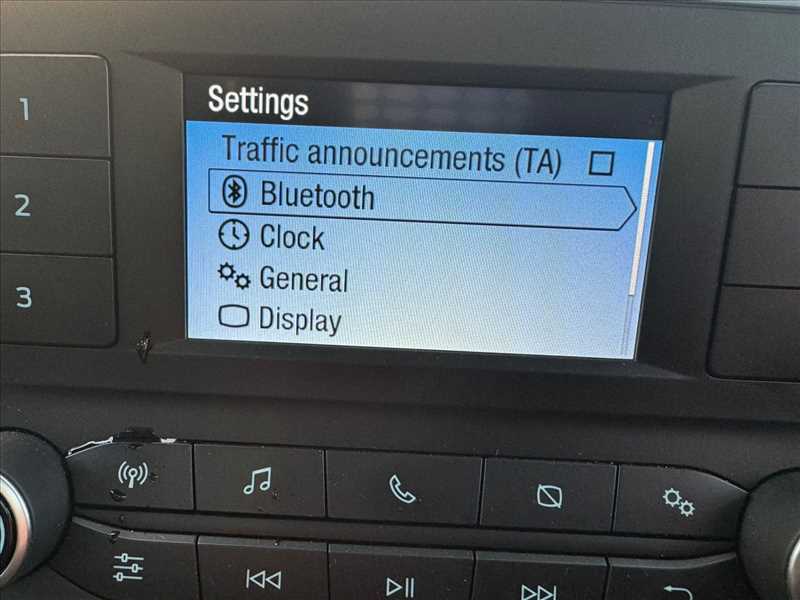 Settings
Traffic announcements (TA)
Bluetooth
Clock
General
Display
1
2
3